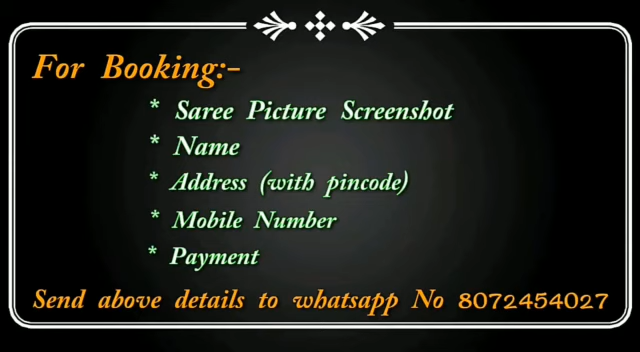 For Booking:-
* Saree Picture Screenshot
* Name
* Address (with pincode)
* Mobile Number
* Payment
Send above details to whatsapp No 8072454027